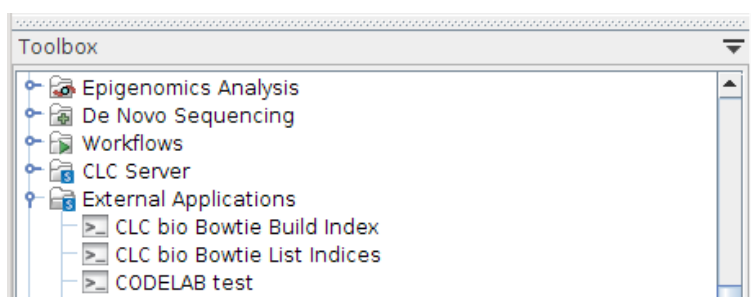 Toolbox
Epigenomics Analysis
De Novo Sequencing
Workflows
CLC Server
External Applications
CLC bio Bowtie Build Index
CLC bio Bowtie List Indices
CODELAB test